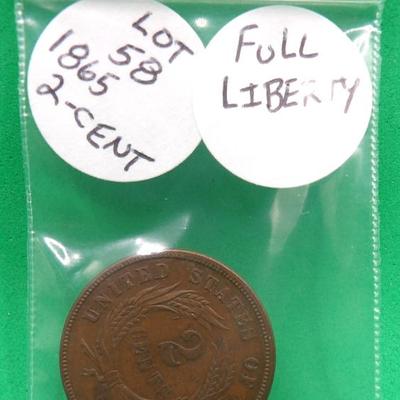 LOT
58
1865
2-CENT
FULL
LIBERTY
UNITED STATES OF
2
CENTS